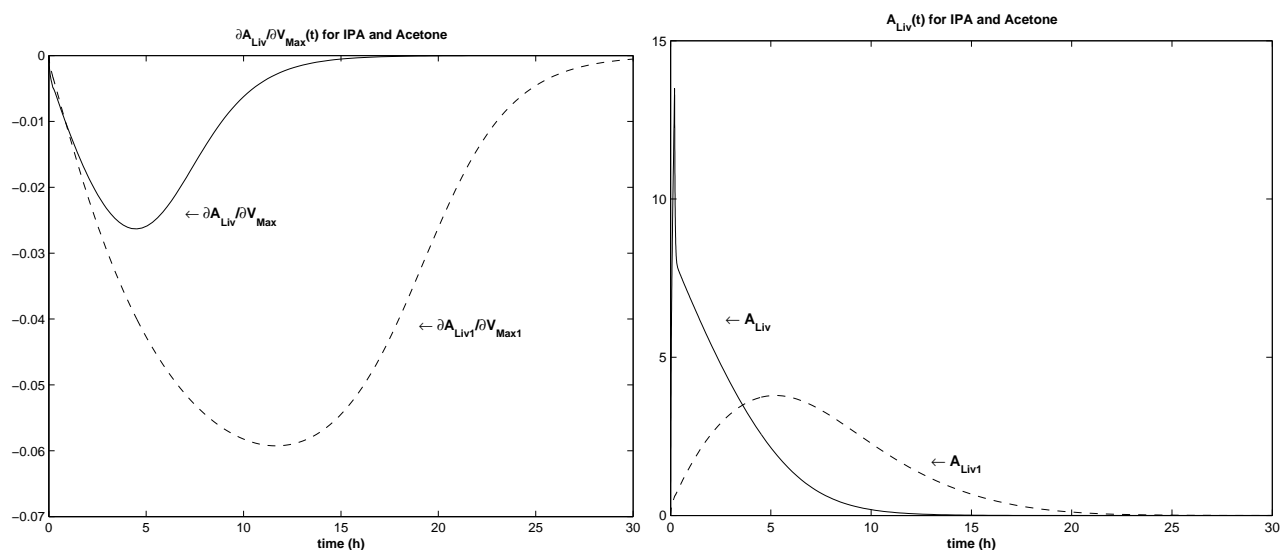 ∂A_Liv/∂V_Max(t) for IPA and Acetone
0
−0.01
−0.02
−0.03
−0.04
−0.05
−0.06
−0.07
← ∂A_Liv/∂V_Max
← ∂A_Liv1/∂V_Max1
0 5 10 15 20 25 30
time (h)
A_Liv(t) for IPA and Acetone
15
10
5
0
← A_Liv
← A_Liv1
0 5 10 15 20 25 30
time (h)